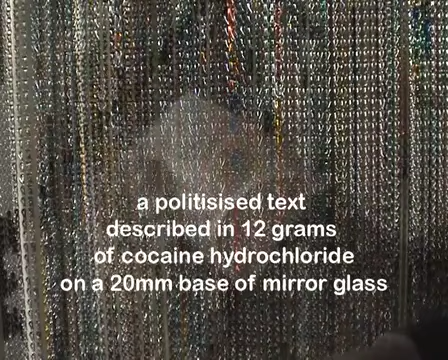 a politisised text
described in 12 grams
of cocaine hydrochloride
on a 20mm base of mirror glass